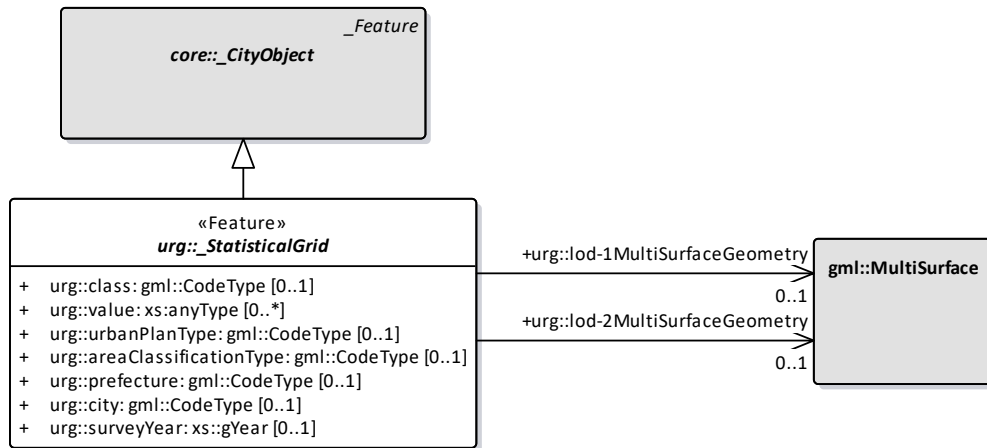 _Feature
core::_CityObject
«Feature»
urg::_StatisticalGrid
+ urg::class: gml::CodeType [0..1]
+ urg::value: xs:anyType [0..*]
+ urg::urbanPlanType: gml::CodeType [0..1]
+ urg::areaClassificationType: gml::CodeType [0..1]
+ urg::prefecture: gml::CodeType [0..1]
+ urg::city: gml::CodeType [0..1]
+ urg::surveyYear: xs::gYear [0..1]
+urg::lod-1MultiSurfaceGeometry
0..1
+urg::lod-2MultiSurfaceGeometry
0..1
gml::MultiSurface